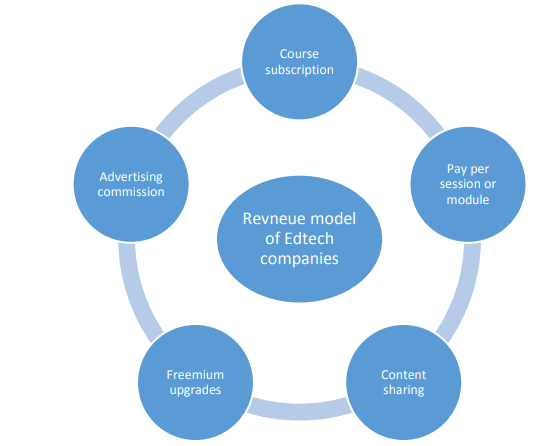 Course
subscription
Pay per
session or
module
Advertising
commission
Revneue model
of Edtech
companies
Freemium
upgrades
Content
sharing